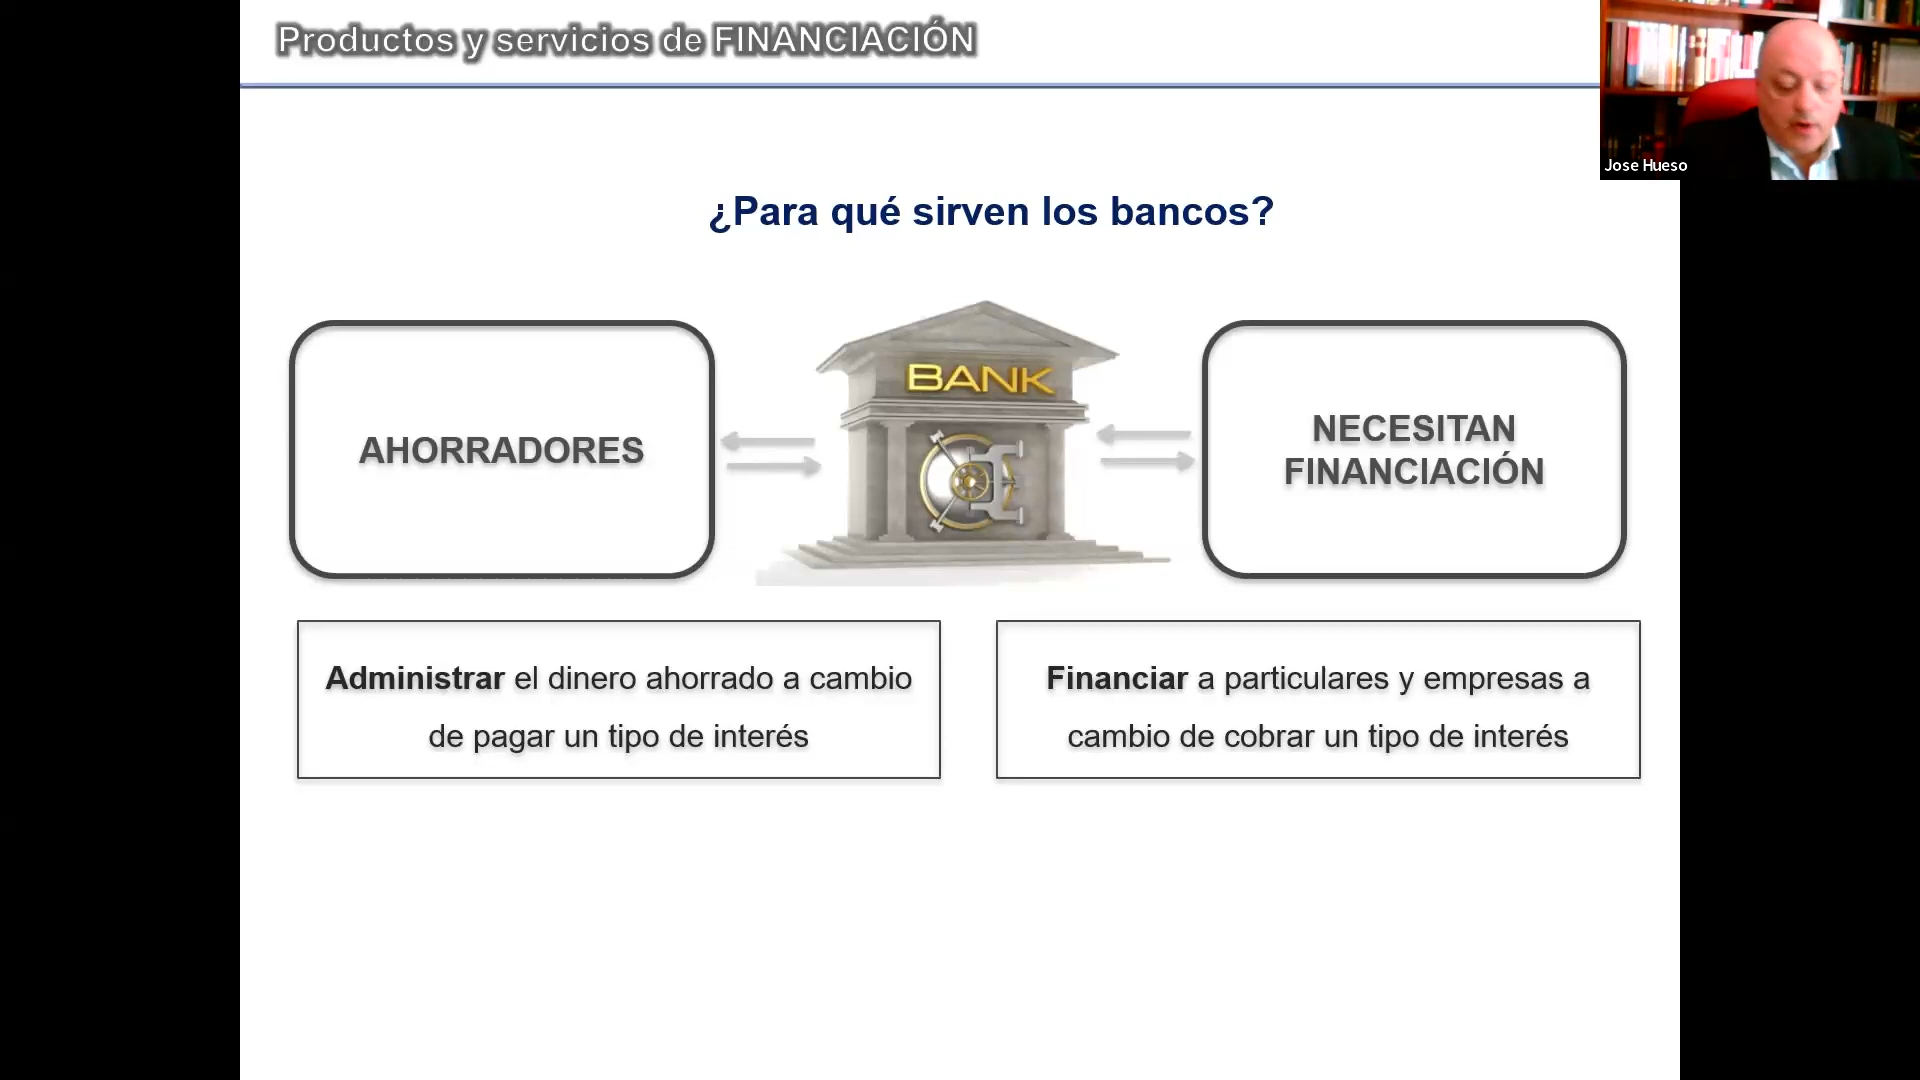 Productos y servicios de FINANCIACIÓN
Jose Hueso
¿Para qué sirven los bancos?
BANK
AHORRADORES
NECESITAN
FINANCIACIÓN
Administrar el dinero ahorrado a cambio
de pagar un tipo de interés
Financiar a particulares y empresas a
cambio de cobrar un tipo de interés